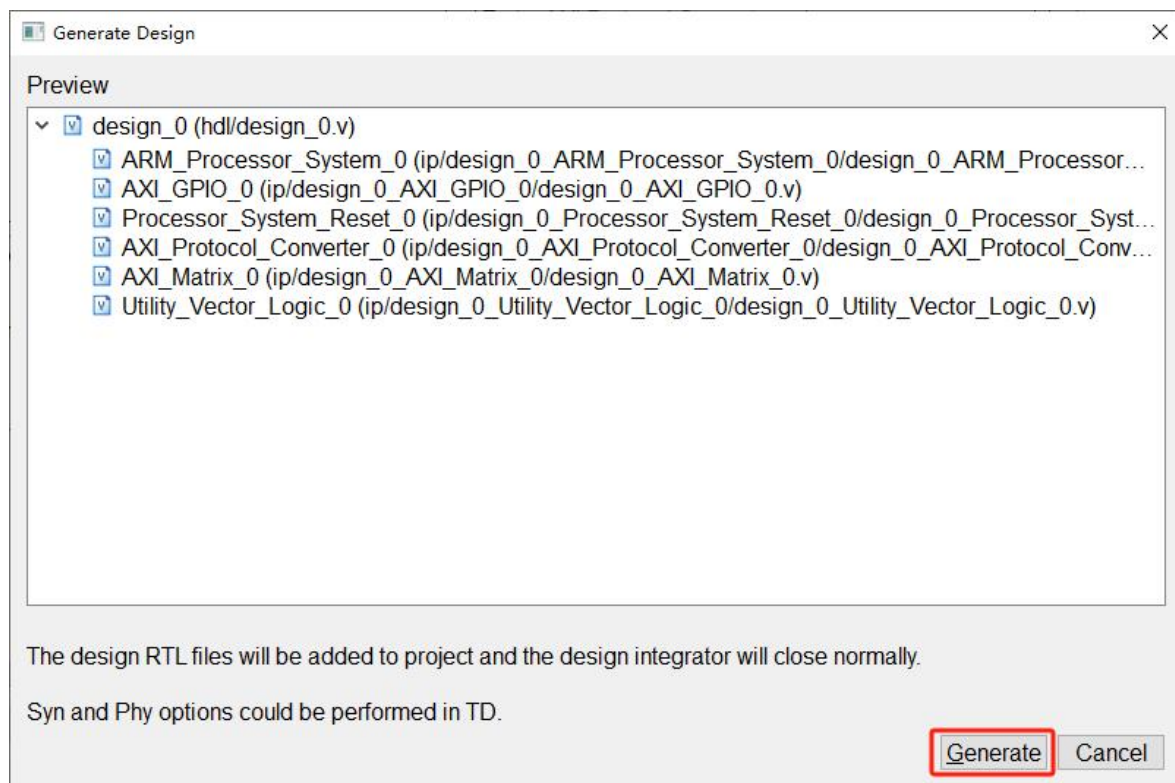 Generate Design
Preview
design_0 (hdl/design_0.v)
ARM_Processor_System_0 (ip/design_0_ARM_Processor_System_0/design_0_ARM_Processor...
AXI_GPIO_0 (ip/design_0_AXI_GPIO_0/design_0_AXI_GPIO_0.v)
Processor_System_Reset_0 (ip/design_0_Processor_System_Reset_0/design_0_Processor_Syst...
AXI_Protocol_Converter_0 (ip/design_0_AXI_Protocol_Converter_0/design_0_AXI_Protocol_Conv...
AXI_Matrix_0 (ip/design_0_AXI_Matrix_0/design_0_AXI_Matrix_0.v)
Utility_Vector_Logic_0 (ip/design_0_Utility_Vector_Logic_0/design_0_Utility_Vector_Logic_0.v)
The design RTL files will be added to project and the design integrator will close normally.
Syn and Phy options could be performed in TD.
Generate Cancel